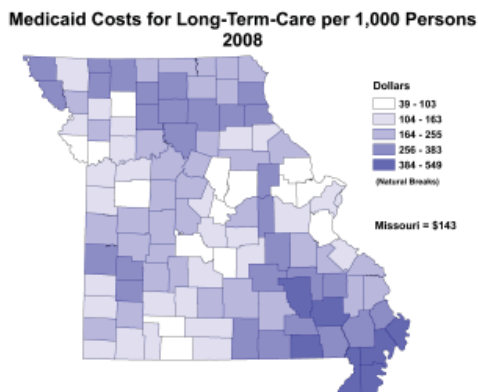 Medicaid Costs for Long-Term-Care per 1,000 Persons
2008
Dollars
39 - 103
104 - 163
164 - 255
256 - 383
384 - 549
(Natural Breaks)
Missouri = $143